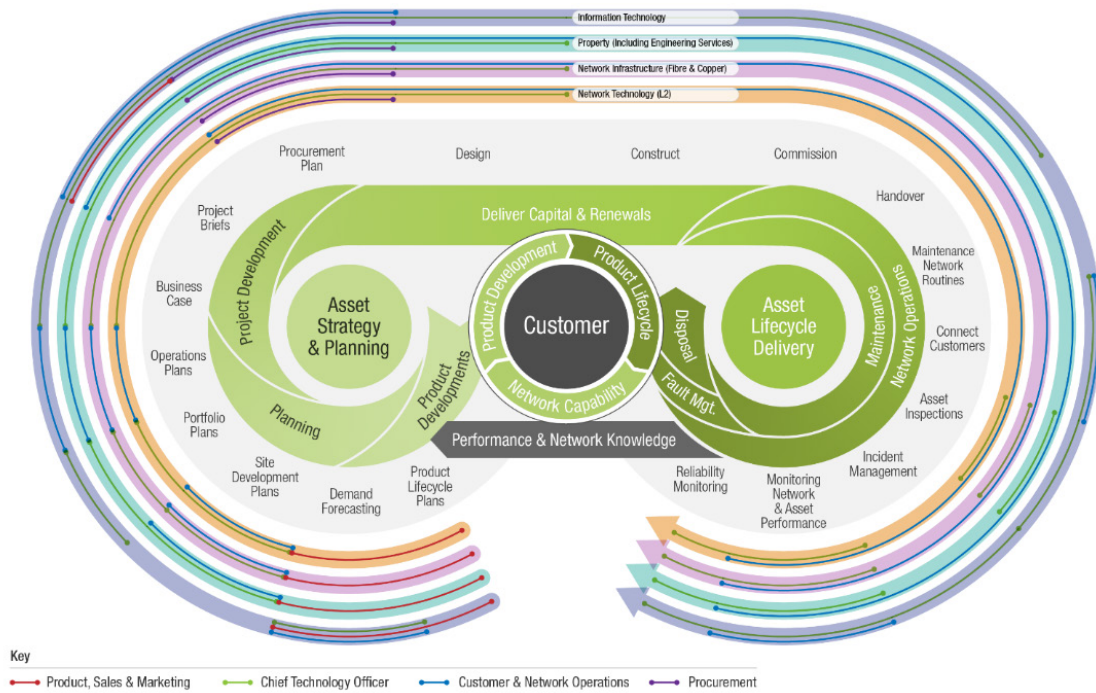 Information Technology
Property (Including Engineering Services)
Network Infrastructure (Fibre & Copper)
Network Technology (L2)
Procurement
Plan
Design
Construct
Commission
Project
Briefs
Handover
Business
Case
Maintenance
Network
Routines
Operations
Plans
Connect
Customers
Portfolio
Plans
Asset
Inspections
Site
Development
Plans
Incident
Management
Demand
Forecasting
Product
Lifecycle
Plans
Reliability
Monitoring
Monitoring
Network
& Asset
Performance
Deliver Capital & Renewals
Project Development
Asset
Strategy
& Planning
Planning
Product
Developments
Product Development
Product Lifecycle
Network Capability
Customer
Performance & Network Knowledge
Disposal
Fault Mgt.
Asset
Lifecycle
Delivery
Maintenance
Network Operations
Key
Product, Sales & Marketing
Chief Technology Officer
Customer & Network Operations
Procurement